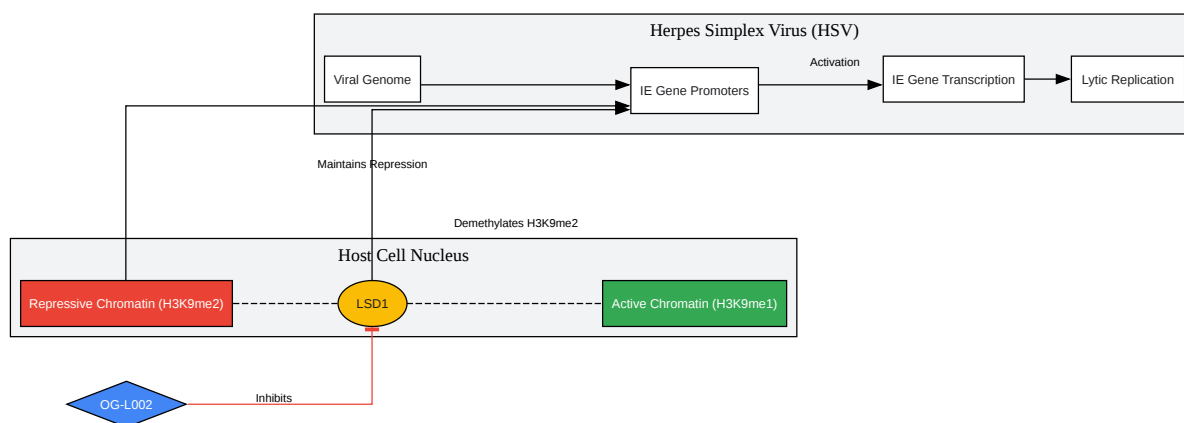 Herpes Simplex Virus (HSV)
Viral Genome
IE Gene Promoters
Activation
IE Gene Transcription
Lytic Replication
Maintains Repression
Demethylates H3K9me2
Host Cell Nucleus
Repressive Chromatin (H3K9me2)
LSD1
Active Chromatin (H3K9me1)
OG-L002
Inhibits